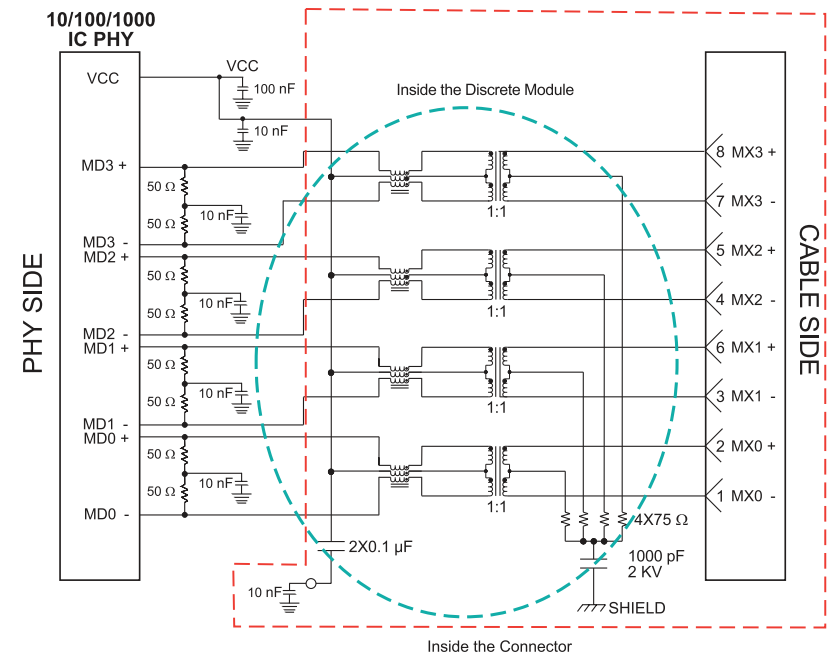 10/100/1000
IC PHY
VCC
VCC
100 nF
10 nF
Inside the Discrete Module
MD3 +
50 Ω
50 Ω
10 nF
MD3 -
MD2 +
50 Ω
50 Ω
10 nF
MD2 -
MD1 +
50 Ω
50 Ω
10 nF
MD1 -
MD0 +
50 Ω
50 Ω
10 nF
MD0 -
PHY SIDE
1:1
1:1
1:1
1:1
8 MX3 +
7 MX3 -
5 MX2 +
4 MX2 -
6 MX1 +
3 MX1 -
2 MX0 +
1 MX0 -
CABLE SIDE
4X75 Ω
2X0.1 µF
1000 pF
2 KV
10 nF
SHIELD
Inside the Connector